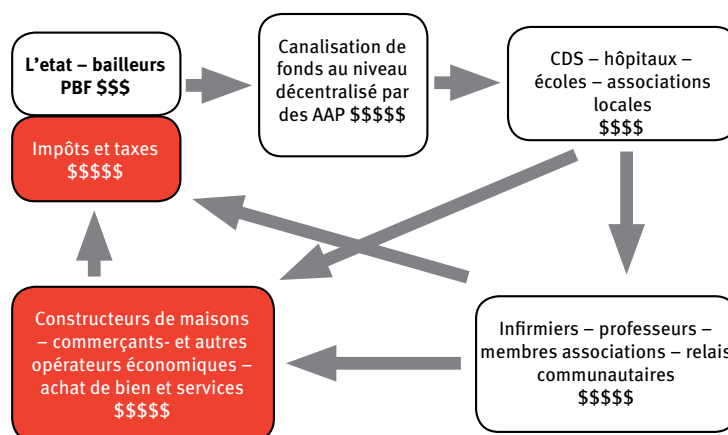 L'etat – bailleurs
PBF $$$
Impôts et taxes
$$$$$
Canalisation de
fonds au niveau
décentralisé par
des AAP $$$$$
CDS – hôpitaux –
écoles – associations
locales
$$$$
Constructeurs de maisons
– commerçants- et autres
opérateurs économiques –
achat de bien et services
$$$$$
Infirmiers – professeurs –
membres associations – relais
communautaires
$$$$$